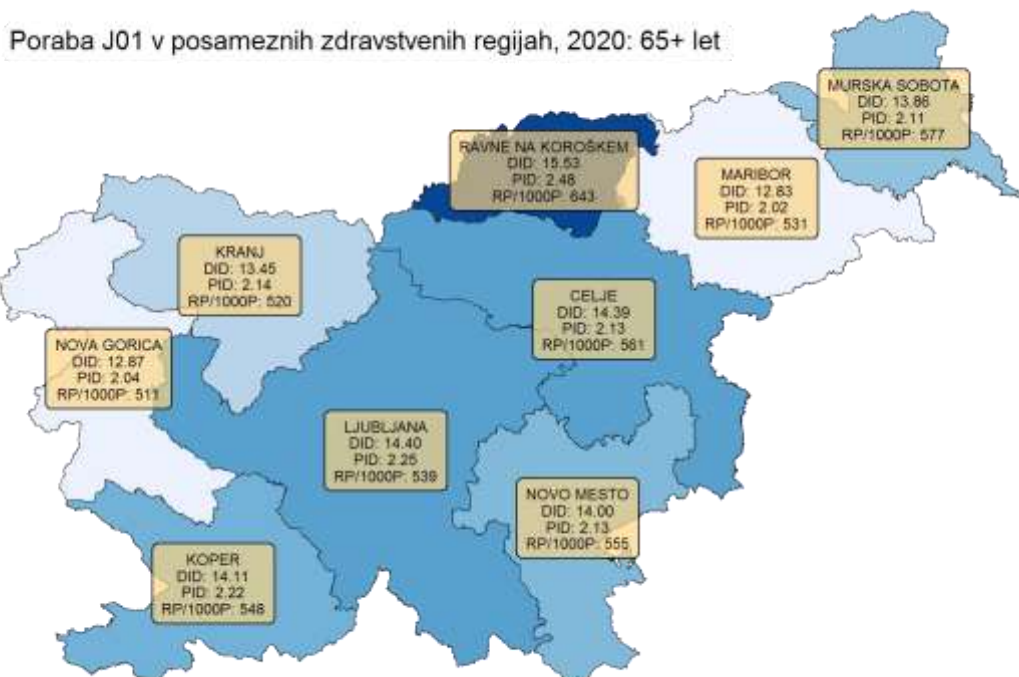 Poraba J01 v posameznih zdravstvenih regijah, 2020: 65+ let
MURSKA SOBOTA
DID: 13.86
PID: 2.11
RP/1000P: 577
RAVNE NA KOROŠKEM
DID: 15.53
PID: 2.48
RP/1000P: 643
MARIBOR
DID: 12.83
PID: 2.02
RP/1000P: 531
KRANJ
DID: 13.45
PID: 2.14
RP/1000P: 520
CELJE
DID: 14.39
PID: 2.13
RP/1000P: 561
NOVA GORICA
DID: 12.87
PID: 2.04
RP/1000P: 511
LJUBLJANA
DID: 14.40
PID: 2.25
RP/1000P: 539
NOVO MESTO
DID: 14.00
PID: 2.13
RP/1000P: 555
KOPER
DID: 14.11
PID: 2.22
RP/1000P: 548